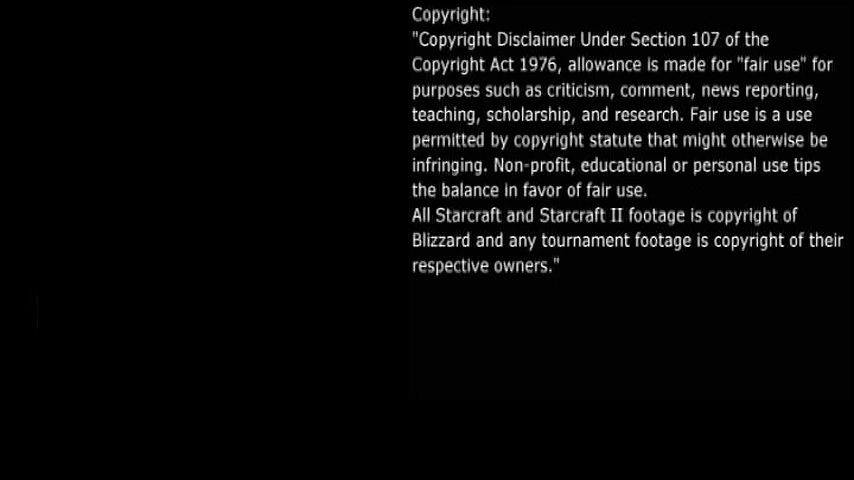 Copyright:
"Copyright Disclaimer Under Section 107 of the
Copyright Act 1976, allowance is made for "fair use" for
purposes such as criticism, comment, news reporting,
teaching, scholarship, and research. Fair use is a use
permitted by copyright statute that might otherwise be
infringing. Non-profit, educational or personal use tips
the balance in favor of fair use.
All Starcraft and Starcraft II footage is copyright of
Blizzard and any tournament footage is copyright of their
respective owners."